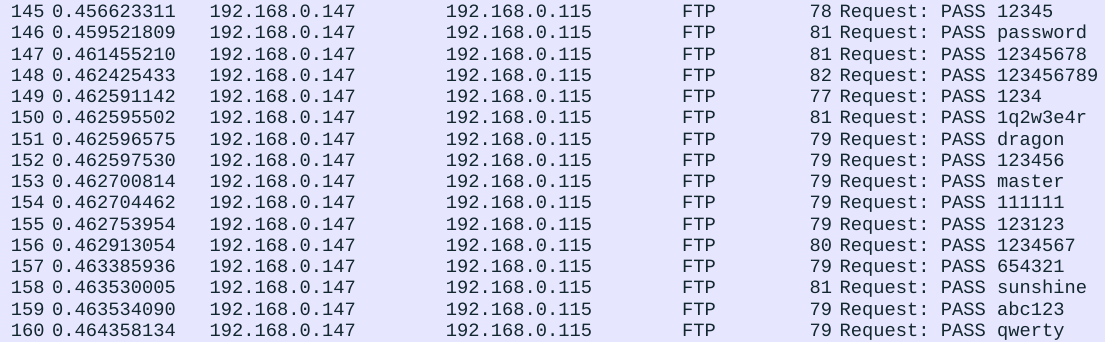 145 0.456623311 192.168.0.147 192.168.0.115 FTP 78 Request: PASS 12345
146 0.459521809 192.168.0.147 192.168.0.115 FTP 81 Request: PASS password
147 0.461455210 192.168.0.147 192.168.0.115 FTP 81 Request: PASS 12345678
148 0.462425433 192.168.0.147 192.168.0.115 FTP 82 Request: PASS 123456789
149 0.462591142 192.168.0.147 192.168.0.115 FTP 77 Request: PASS 1234
150 0.462595502 192.168.0.147 192.168.0.115 FTP 81 Request: PASS 1q2w3e4r
151 0.462596575 192.168.0.147 192.168.0.115 FTP 79 Request: PASS dragon
152 0.462597530 192.168.0.147 192.168.0.115 FTP 79 Request: PASS 123456
153 0.462700814 192.168.0.147 192.168.0.115 FTP 79 Request: PASS master
154 0.462704462 192.168.0.147 192.168.0.115 FTP 79 Request: PASS 111111
155 0.462753954 192.168.0.147 192.168.0.115 FTP 79 Request: PASS 123123
156 0.462913054 192.168.0.147 192.168.0.115 FTP 80 Request: PASS 1234567
157 0.463385936 192.168.0.147 192.168.0.115 FTP 79 Request: PASS 654321
158 0.463530005 192.168.0.147 192.168.0.115 FTP 81 Request: PASS sunshine
159 0.463534090 192.168.0.147 192.168.0.115 FTP 79 Request: PASS abc123
160 0.464358134 192.168.0.147 192.168.0.115 FTP 79 Request: PASS qwerty